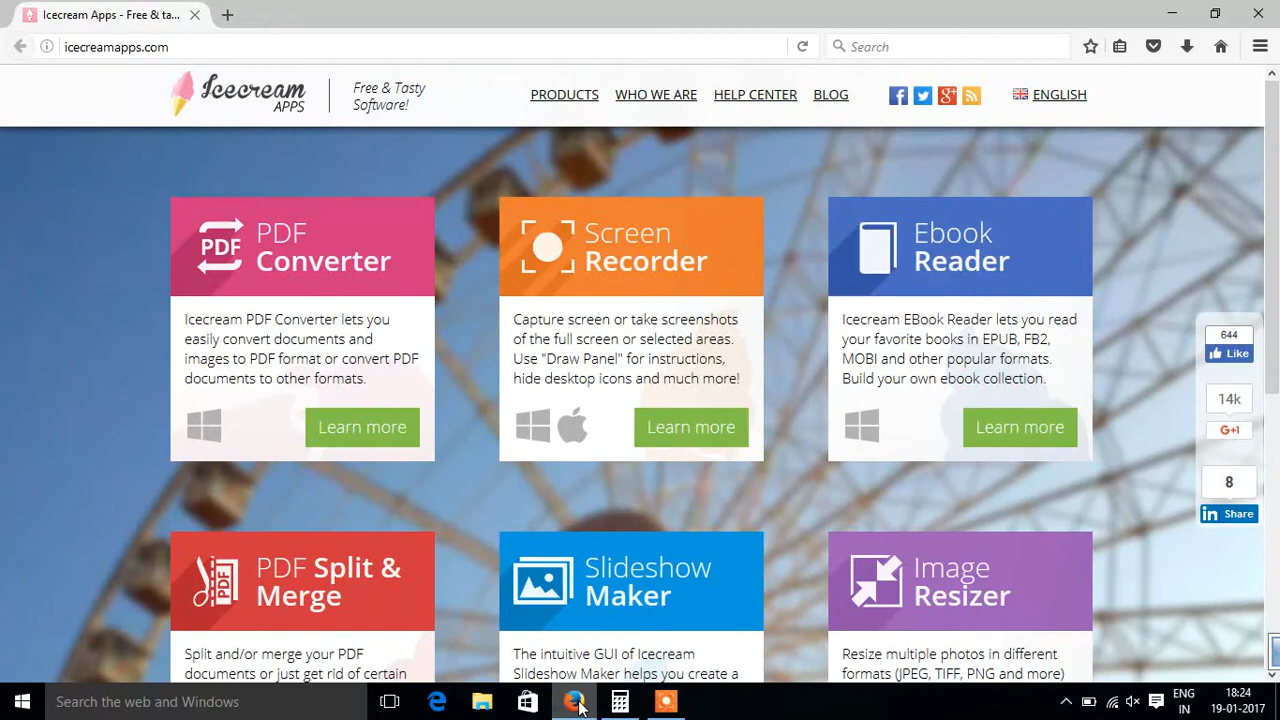 Icecream Apps - Free & ta...
icecreamapps.com
Search
Icecream
APPS
Free & Tasty
Software!
PRODUCTS
WHO WE ARE
HELP CENTER
BLOG
ENGLISH
PDF
PDF
Converter
Icecream PDF Converter lets you
easily convert documents and
images to PDF format or convert PDF
documents to other formats.
Learn more
Screen
Recorder
Capture screen or take screenshots
of the full screen or selected areas.
Use "Draw Panel" for instructions,
hide desktop icons and much more!
Learn more
Ebook
Reader
Icecream EBook Reader lets you read
your favorite books in EPUB, FB2,
MOBI and other popular formats.
Build your own ebook collection.
Learn more
644
Like
14k
G+1
8
in Share
PDF
PDF Split &
Merge
Split and/or merge your PDF
documents or just get rid of certain
Slideshow
Maker
The intuitive GUI of Icecream
Slideshow Maker helps you create a
Image
Resizer
Resize multiple photos in different
formats (JPEG, TIFF, PNG and more)
Search the web and Windows
ENG
IN
18:24
19-01-2017